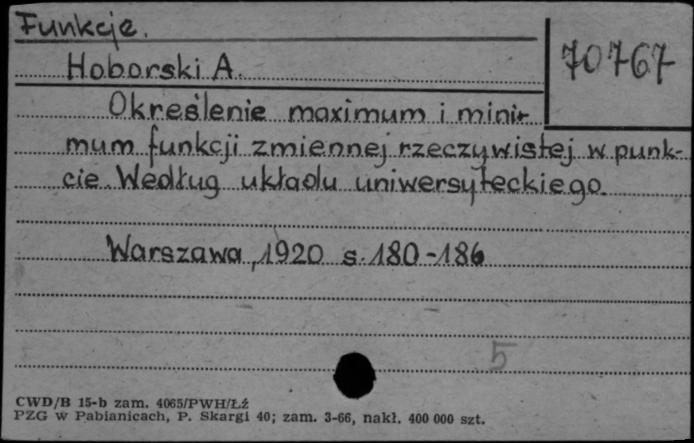 Funkcje.
70767
Hoborski A.
Określenie maximum i mini-
mum funkcji zmiennej rzeczywistej w punk-
cie. Według układu uniwersyteckiego.
Warszawa, 1920 s. 180-186
5
CWD/B 15-b zam. 4065/PWH/Łź
PZG w Pabianicach, P. Skargi 40; zam. 3-66, nakł. 400 000 szt.